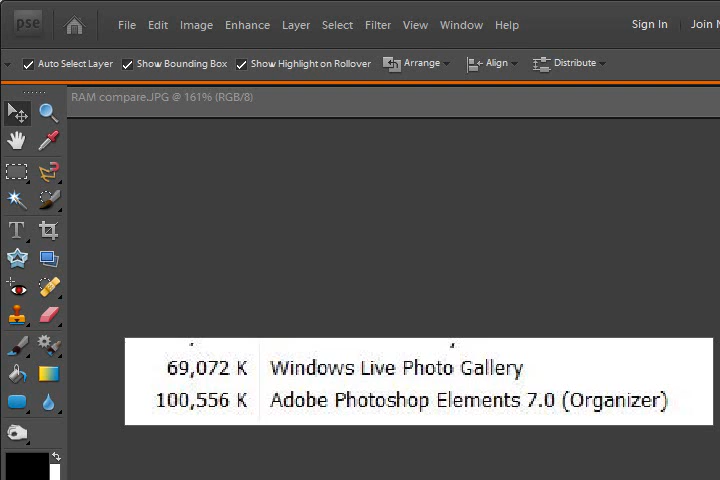 pse File Edit Image Enhance Layer Select Filter View Window Help Sign In Join
Auto Select Layer Show Bounding Box Show Highlight on Rollover Arrange Align Distribute
RAM compare.JPG @ 161% (RGB/8)
T
69,072 K Windows Live Photo Gallery
100,556 K Adobe Photoshop Elements 7.0 (Organizer)